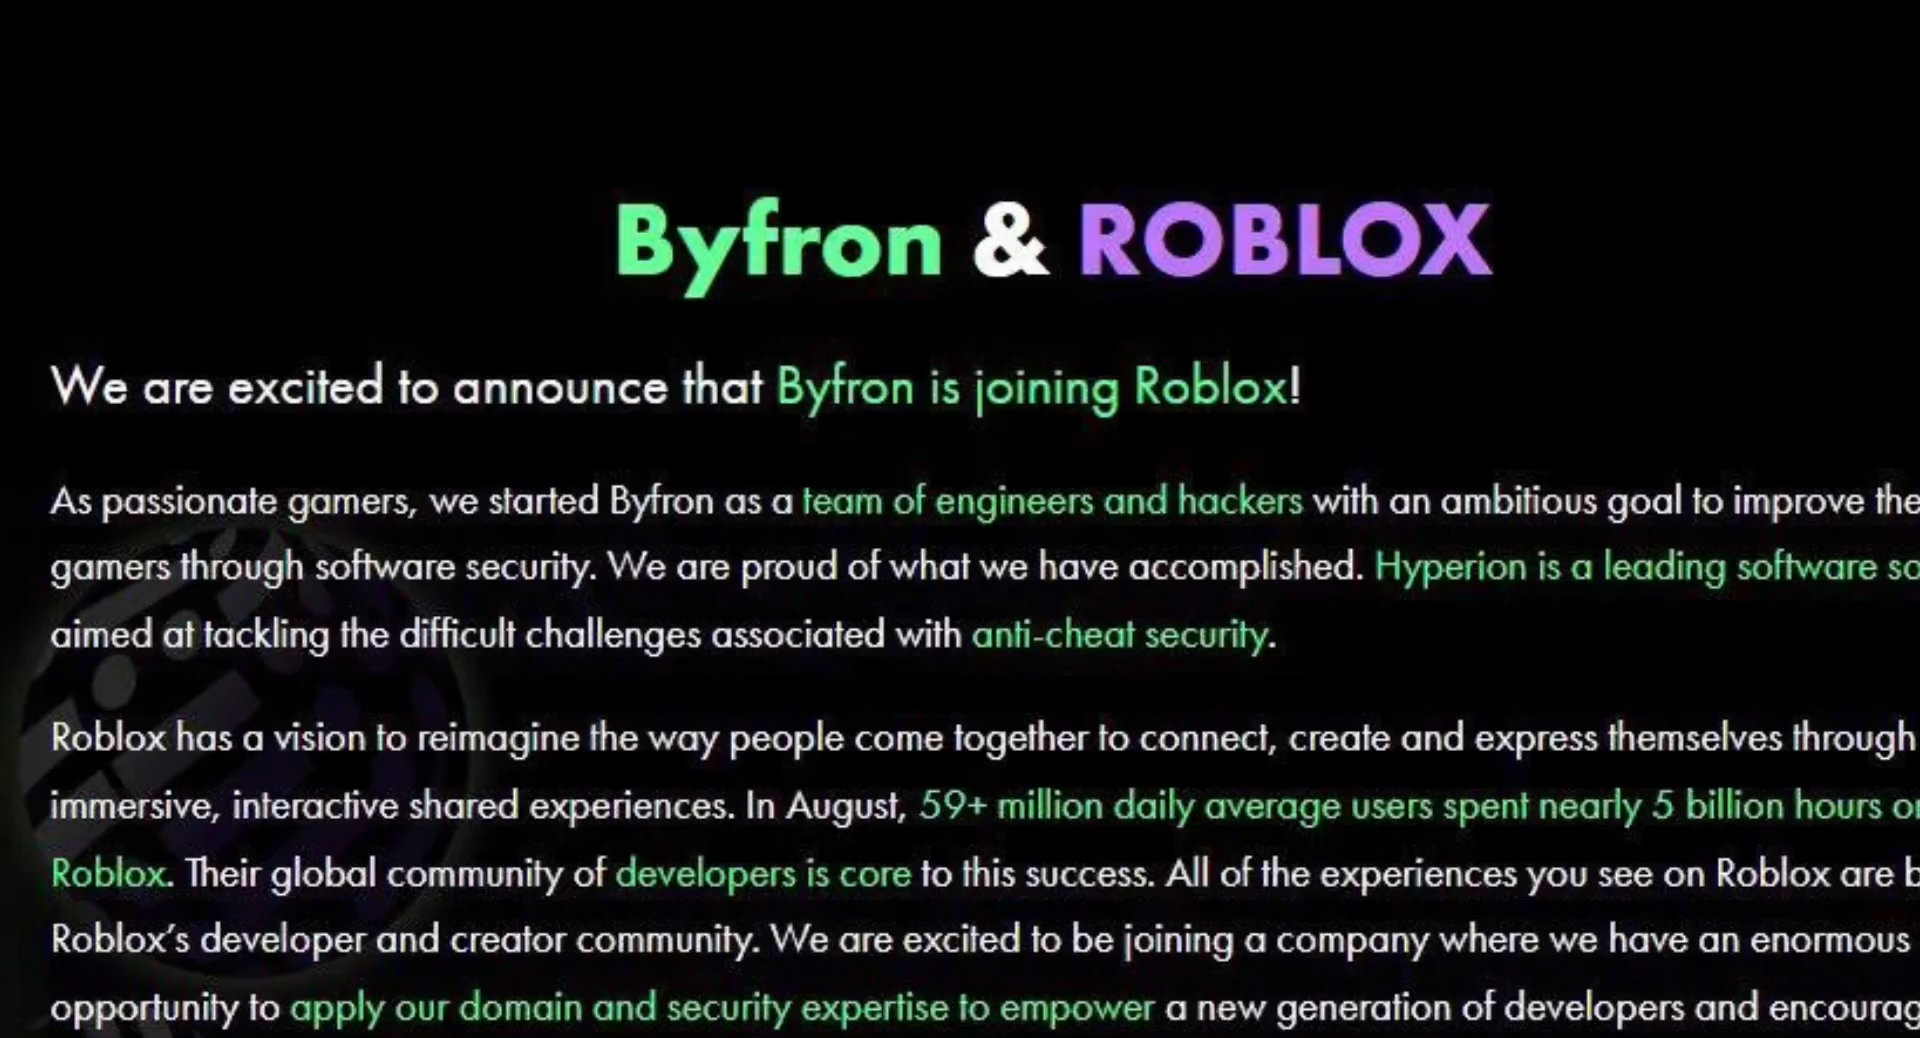 Byfron & ROBLOX
We are excited to announce that Byfron is joining Roblox!
As passionate gamers, we started Byfron as a team of engineers and hackers with an ambitious goal to improve the
gamers through software security. We are proud of what we have accomplished. Hyperion is a leading software
aimed at tackling the difficult challenges associated with anti-cheat security.
Roblox has a vision to reimagine the way people come together to connect, create and express themselves through
immersive, interactive shared experiences. In August, 59+ million daily average users spent nearly 5 billion hours
Roblox. Their global community of developers is core to this success. All of the experiences you see on Roblox are
Roblox's developer and creator community. We are excited to be joining a company where we have an enormous
opportunity to apply our domain and security expertise to empower a new generation of developers and